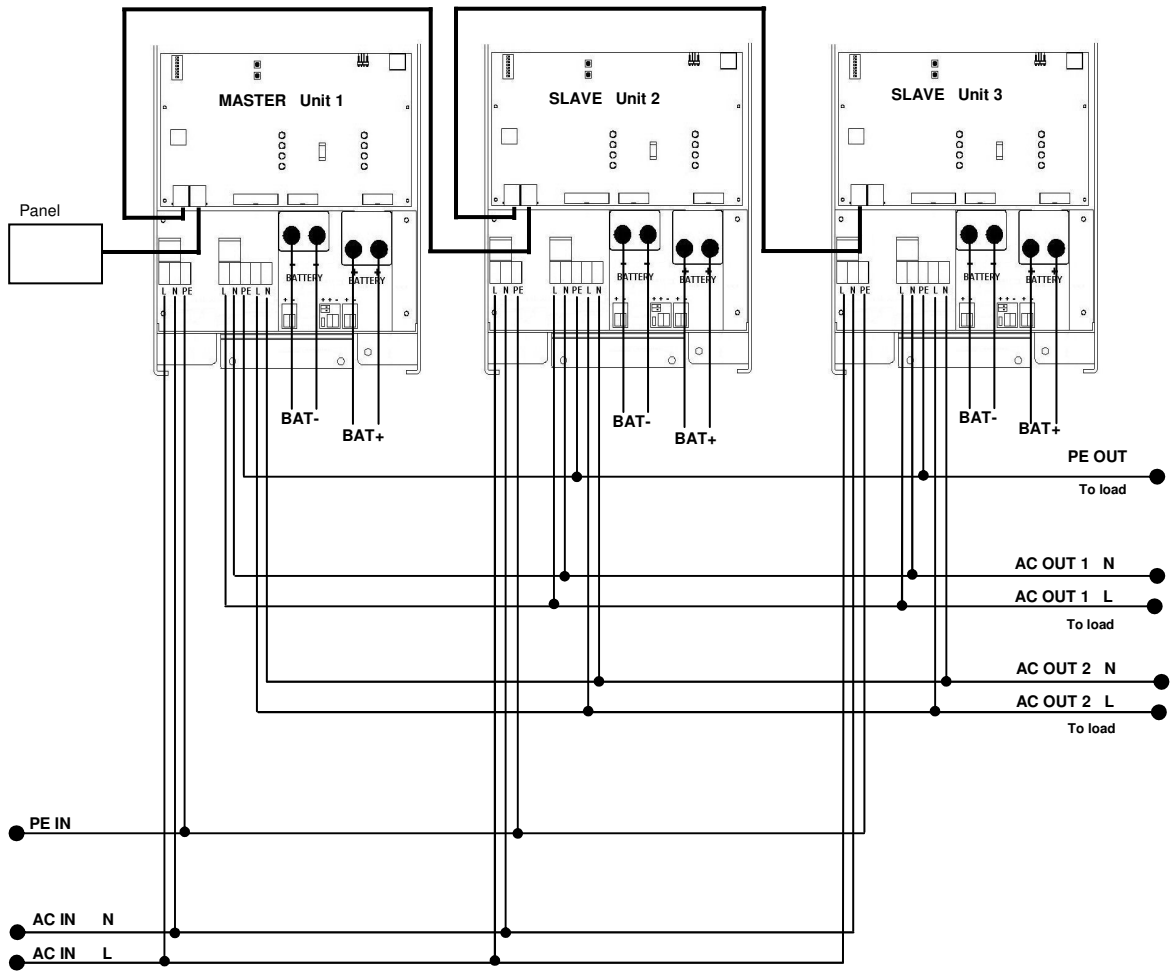 MASTER Unit 1
SLAVE Unit 2
SLAVE Unit 3
Panel
- -
+ +
BATTERY
BATTERY
L N PE
L N PE L N
+ -
+ + -
+ -
- -
+ +
BATTERY
BATTERY
L N PE
L N PE L N
+ -
+ + -
+ -
- -
+ +
BATTERY
BATTERY
L N PE
L N PE L N
+ -
+ + -
+ -
BAT-
BAT+
BAT-
BAT+
BAT-
BAT+
PE OUT
To load
AC OUT 1 N
AC OUT 1 L
To load
AC OUT 2 N
AC OUT 2 L
To load
PE IN
AC IN N
AC IN L